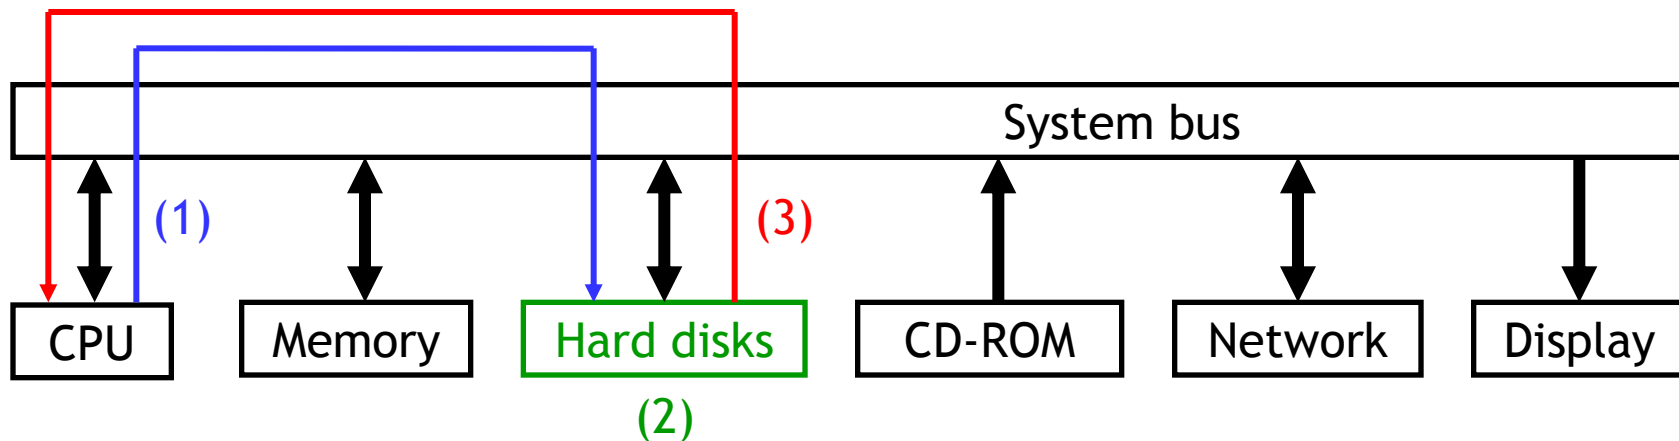 System bus
(1)
(3)
CPU
Memory
Hard disks
CD-ROM
Network
Display
(2)